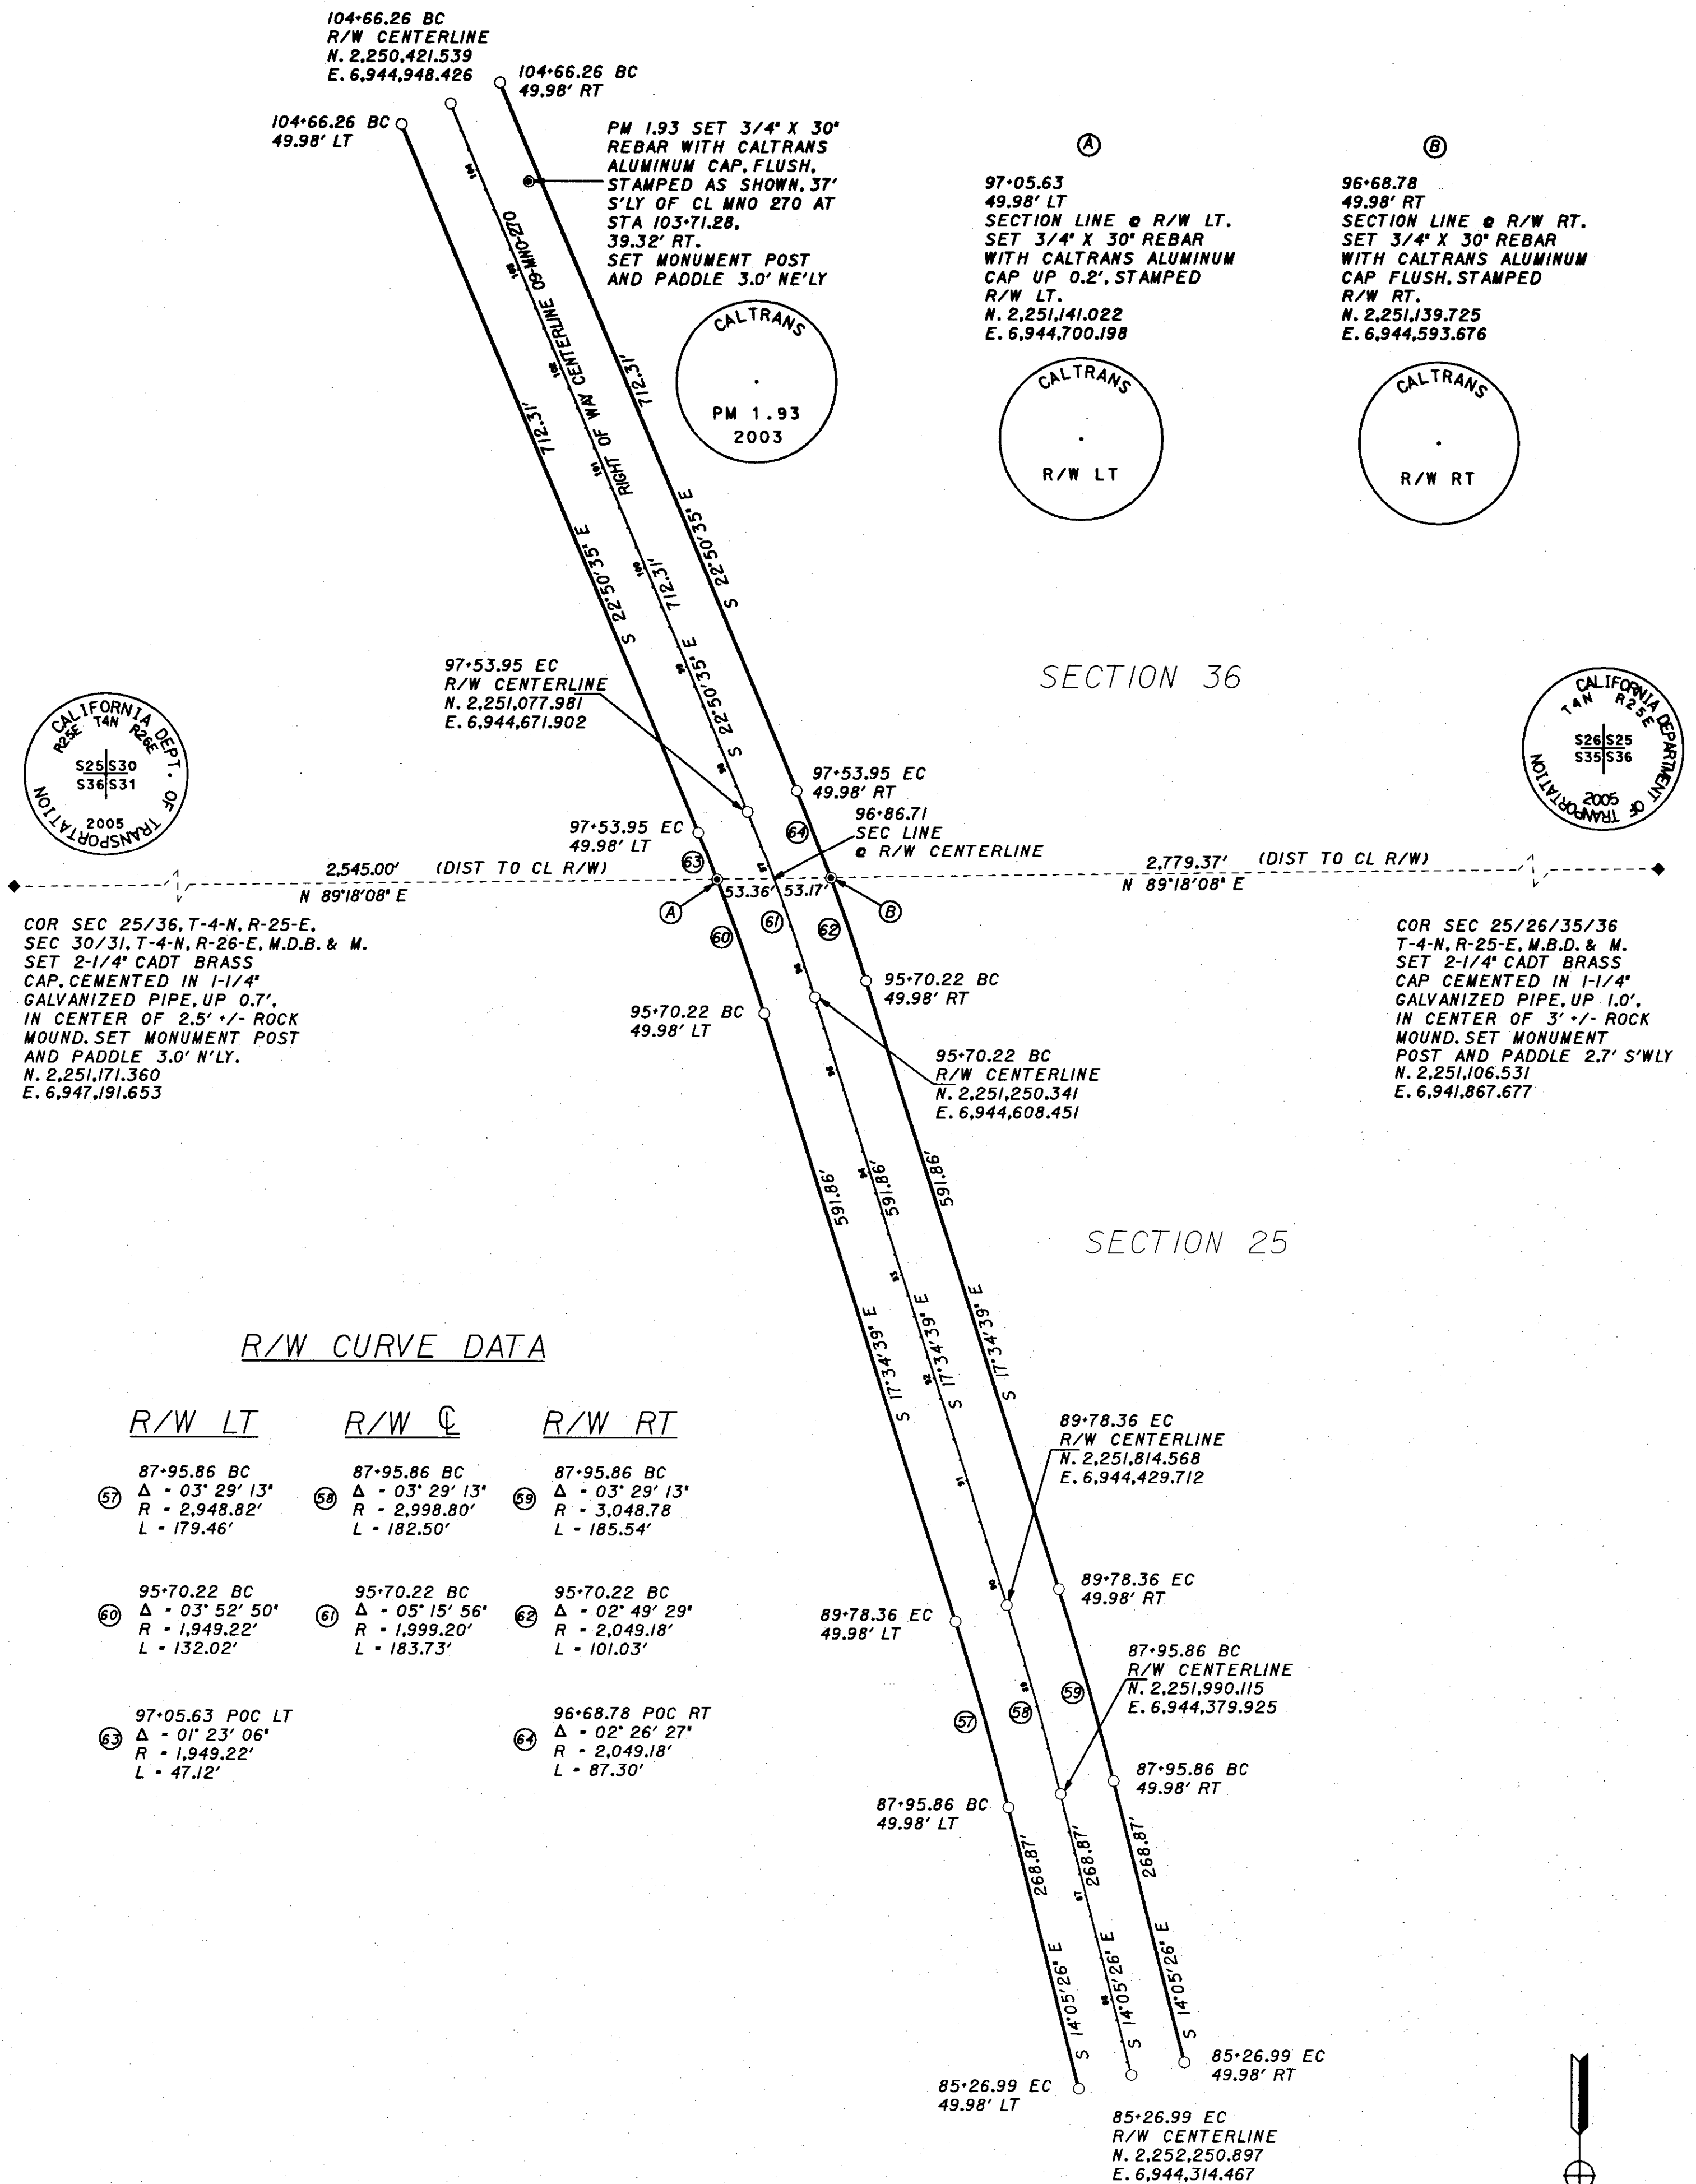 104+66.26 BC
R/W CENTERLINE
N. 2,250,421.539
E. 6,944,948.426
104+66.26 BC
49.98' RT
104+66.26 BC
49.98' LT
PM 1.93 SET 3/4" X 30"
REBAR WITH CALTRANS
ALUMINUM CAP, FLUSH,
STAMPED AS SHOWN, 37'
S'LY OF CL MNO 270 AT
STA 103+71.28,
39.32' RT.
SET MONUMENT POST
AND PADDLE 3.0' NE'LY
CALTRANS
PM 1.93
2003
A
97+05.63
49.98' LT
SECTION LINE @ R/W LT.
SET 3/4" X 30" REBAR
WITH CALTRANS ALUMINUM
CAP UP 0.2', STAMPED
R/W LT.
N. 2,251,141.022
E. 6,944,700.198
CALTRANS
R/W LT
B
96+68.78
49.98' RT
SECTION LINE @ R/W RT.
SET 3/4" X 30" REBAR
WITH CALTRANS ALUMINUM
CAP FLUSH, STAMPED
R/W RT.
N. 2,251,139.725
E. 6,944,593.676
CALTRANS
R/W RT
104
RIGHT OF WAY CENTERLINE 09-MNO-270
103
102
101
100
99
98
712.31'
712.31'
712.31'
S 22°50'35" E
S 22°50'35" E
S 22°50'35" E
SECTION 36
97+53.95 EC
R/W CENTERLINE
N. 2,251,077.981
E. 6,944,671.902
97+53.95 EC
49.98' RT
96+86.71
SEC LINE
@ R/W CENTERLINE
97+53.95 EC
49.98' LT
63
64
97
CALIFORNIA DEPT. OF TRANSPORTATION
R25E T4N R26E
S25 S30
S36 S31
2005
CALIFORNIA DEPARTMENT OF TRANPORTATION
T4N R25E
S26 S25
S35 S36
2005
2,545.00' (DIST TO CL R/W)
N 89°18'08" E
53.36' 53.17'
2,779.37' (DIST TO CL R/W)
N 89°18'08" E
A
B
60
61
62
96
COR SEC 25/36, T-4-N, R-25-E,
SEC 30/31, T-4-N, R-26-E, M.D.B. & M.
SET 2-1/4" CADT BRASS
CAP, CEMENTED IN 1-1/4"
GALVANIZED PIPE, UP 0.7',
IN CENTER OF 2.5' +/- ROCK
MOUND. SET MONUMENT POST
AND PADDLE 3.0' N'LY.
N. 2,251,171.360
E. 6,947,191.653
COR SEC 25/26/35/36
T-4-N, R-25-E, M.B.D. & M.
SET 2-1/4" CADT BRASS
CAP CEMENTED IN 1-1/4"
GALVANIZED PIPE, UP 1.0',
IN CENTER OF 3' +/- ROCK
MOUND. SET MONUMENT
POST AND PADDLE 2.7' S'WLY
N. 2,251,106.531
E. 6,941,867.677
95+70.22 BC
49.98' RT
95+70.22 BC
49.98' LT
95+70.22 BC
R/W CENTERLINE
N. 2,251,250.341
E. 6,944,608.451
95
94
93
92
91
90
591.86'
591.86'
591.86'
S 17°34'39" E
S 17°34'39" E
S 17°34'39" E
SECTION 25
R/W CURVE DATA
R/W LT
57
87+95.86 BC
Δ - 03° 29' 13"
R - 2,948.82'
L - 179.46'
60
95+70.22 BC
Δ - 03° 52' 50"
R - 1,949.22'
L - 132.02'
63
97+05.63 POC LT
Δ - 01° 23' 06"
R - 1,949.22'
L - 47.12'
R/W ℄
58
87+95.86 BC
Δ - 03° 29' 13"
R - 2,998.80'
L - 182.50'
61
95+70.22 BC
Δ - 05° 15' 56"
R - 1,999.20'
L - 183.73'
R/W RT
59
87+95.86 BC
Δ - 03° 29' 13"
R - 3,048.78
L - 185.54'
62
95+70.22 BC
Δ - 02° 49' 29"
R - 2,049.18'
L - 101.03'
64
96+68.78 POC RT
Δ - 02° 26' 27"
R - 2,049.18'
L - 87.30'
89+78.36 EC
R/W CENTERLINE
N. 2,251,814.568
E. 6,944,429.712
89+78.36 EC
49.98' RT
89+78.36 EC
49.98' LT
87+95.86 BC
R/W CENTERLINE
N. 2,251,990.115
E. 6,944,379.925
57
58
59
89
87+95.86 BC
49.98' RT
87+95.86 BC
49.98' LT
268.87'
268.87'
268.87'
87
86
S 14°05'26" E
S 14°05'26" E
S 14°05'26" E
85+26.99 EC
49.98' RT
85+26.99 EC
49.98' LT
85+26.99 EC
R/W CENTERLINE
N. 2,252,250.897
E. 6,944,314.467